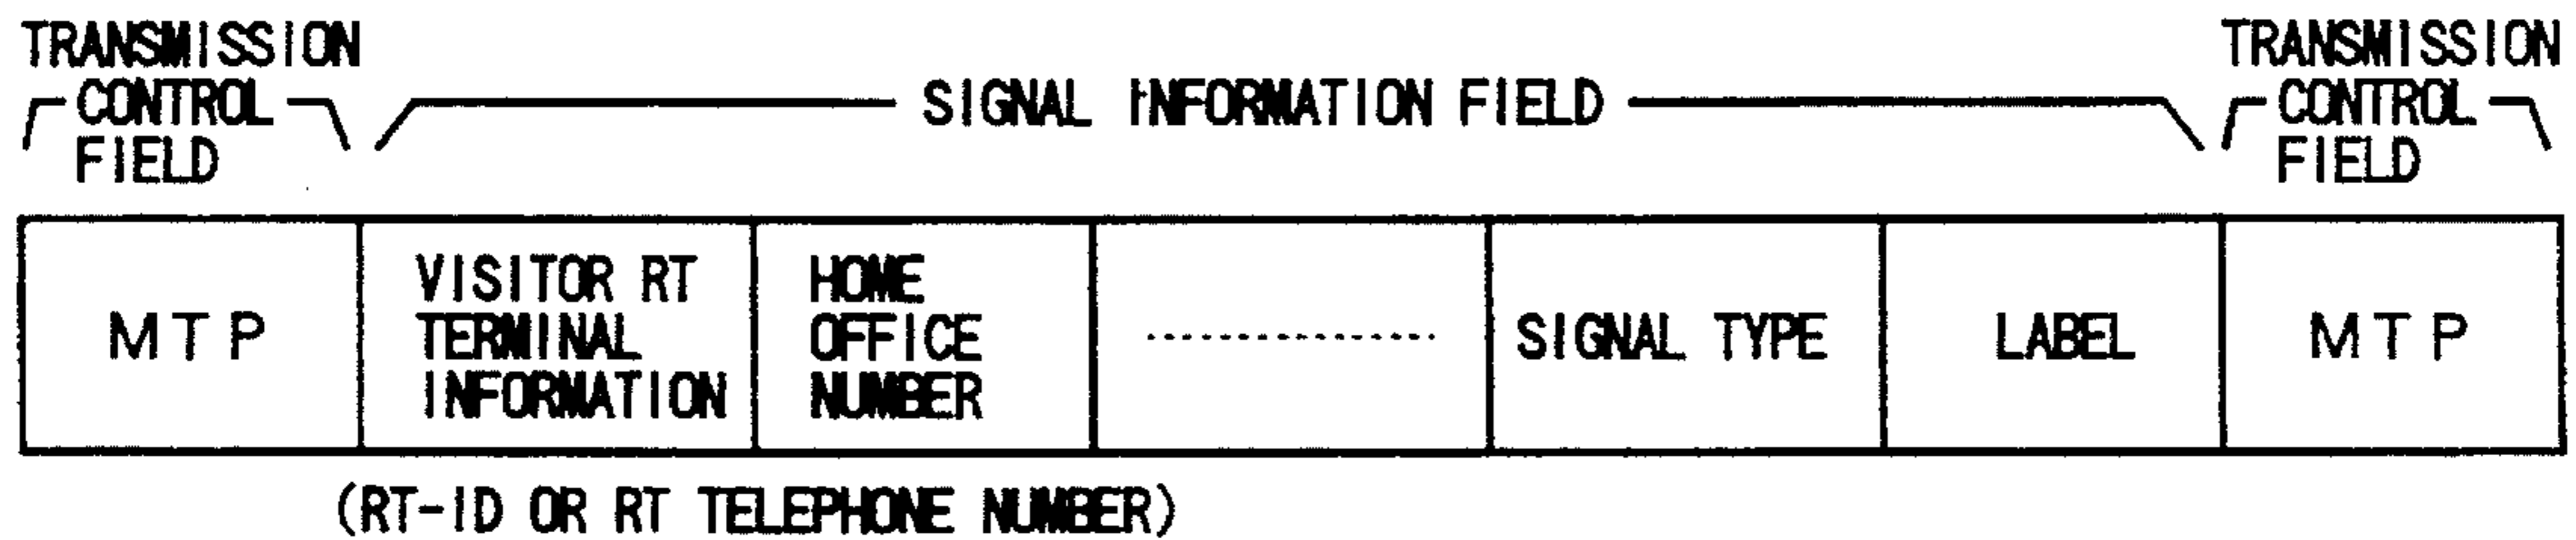 TRANSMISSION
CONTROL
FIELD
SIGNAL INFORMATION FIELD
TRANSMISSION
CONTROL
FIELD
MTP
VISITOR RT
TERMINAL
INFORMATION
HOME
OFFICE
NUMBER
SIGNAL TYPE
LABEL
MTP
(RT-ID OR RT TELEPHONE NUMBER)